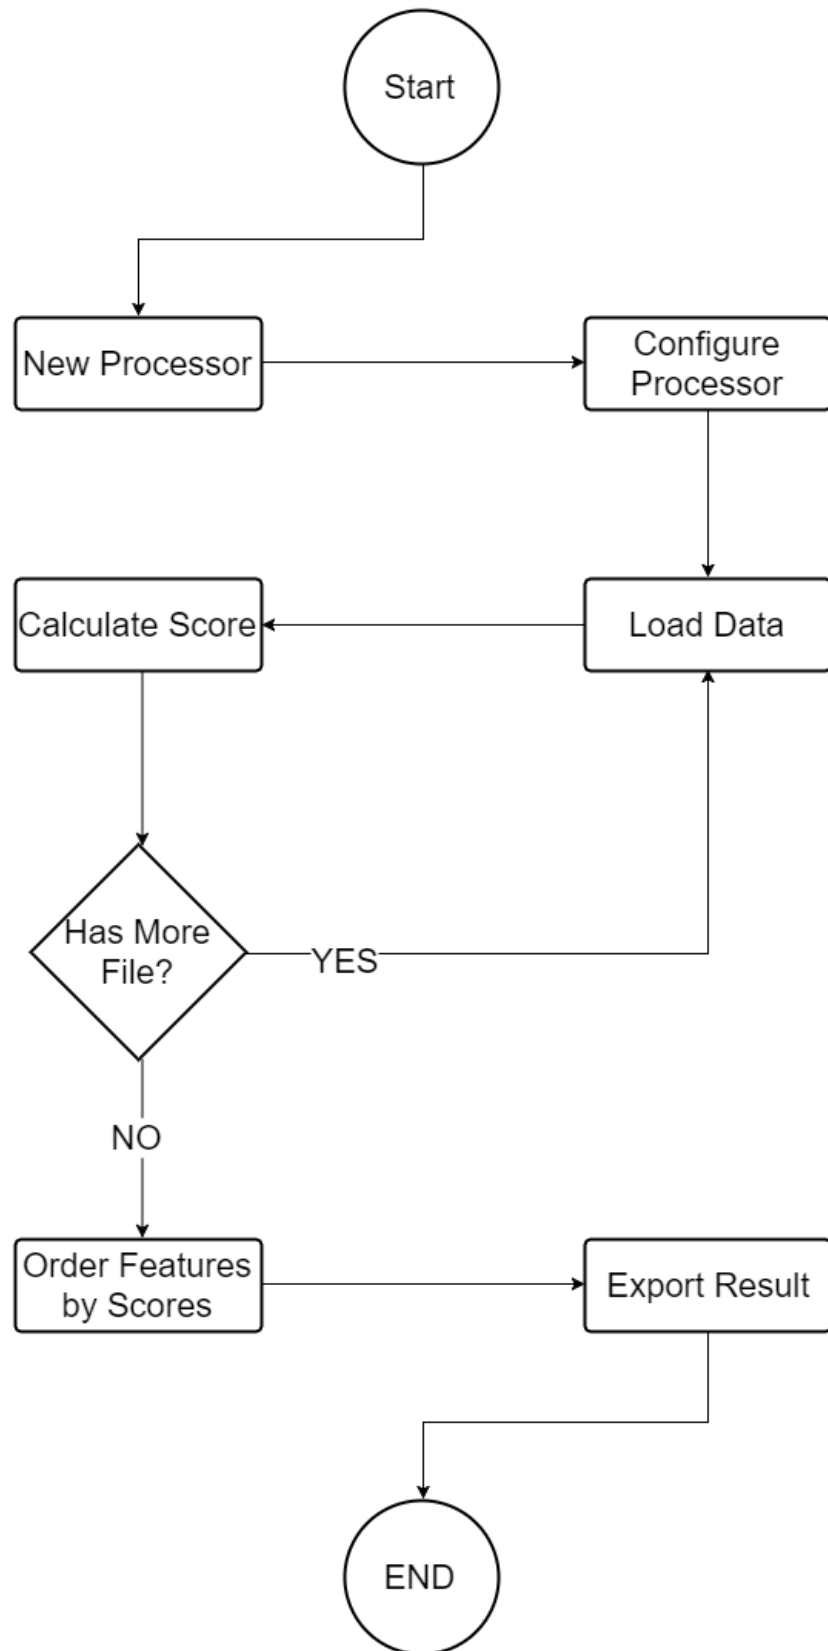 Start
New Processor
Configure
Processor
Calculate Score
Load Data
Has More
File?
YES
NO
Order Features
by Scores
Export Result
END